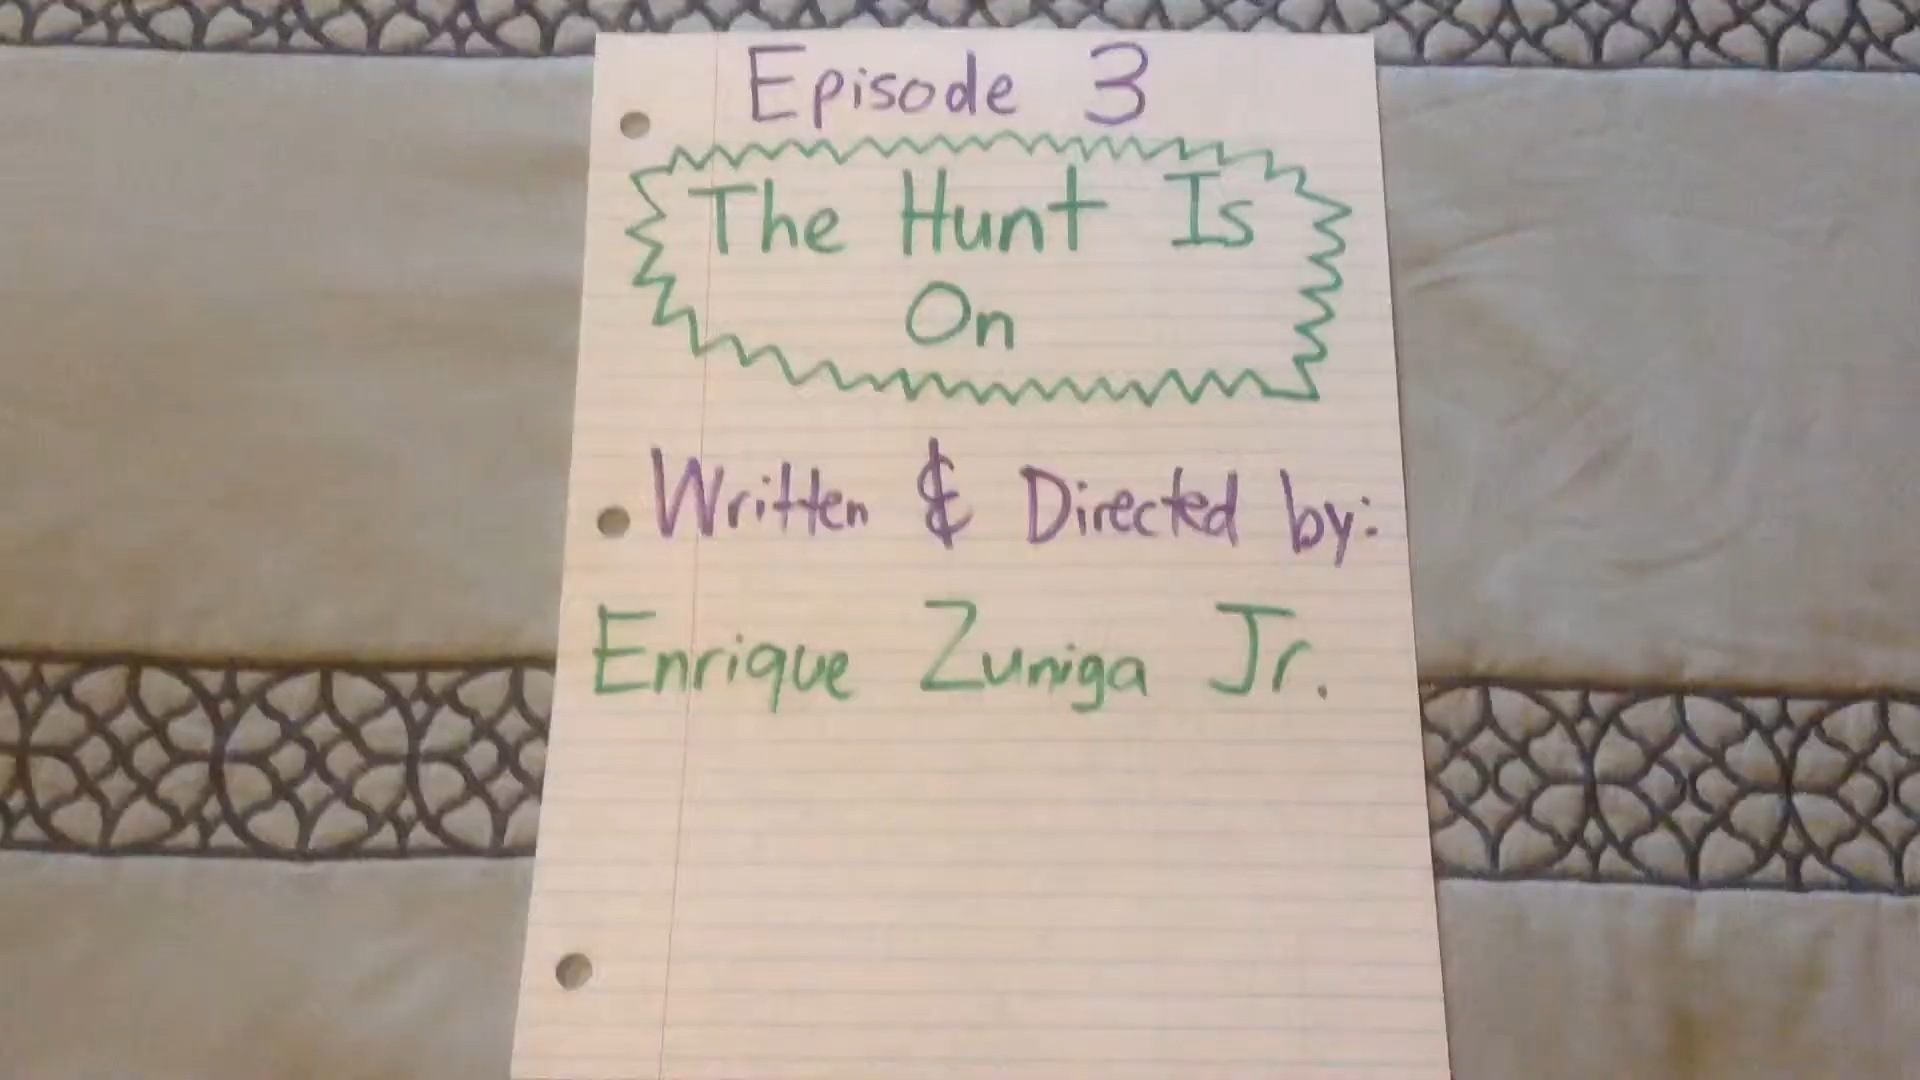 Episode 3
The Hunt Is
On
Written & Directed by:
Enrique Zuniga Jr.